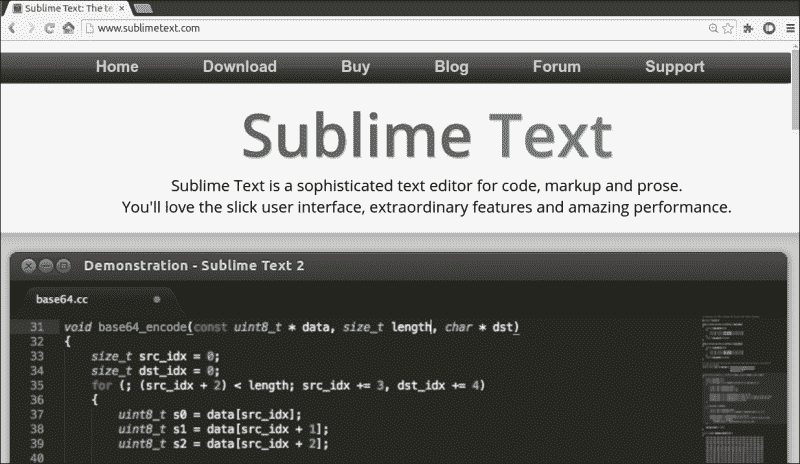 Sublime Text: The te
www.sublimetext.com
Home Download Buy Blog Forum Support
Sublime Text
Sublime Text is a sophisticated text editor for code, markup and prose.
You'll love the slick user interface, extraordinary features and amazing performance.
Demonstration - Sublime Text 2
base64.cc
31 void base64_encode(const uint8_t * data, size_t length, char * dst)
32 {
33 size_t src_idx = 0;
34 size_t dst_idx = 0;
35 for (; (src_idx + 2) < length; src_idx += 3, dst_idx += 4)
36 {
37 uint8_t s0 = data[src_idx];
38 uint8_t s1 = data[src_idx + 1];
39 uint8_t s2 = data[src_idx + 2];
40